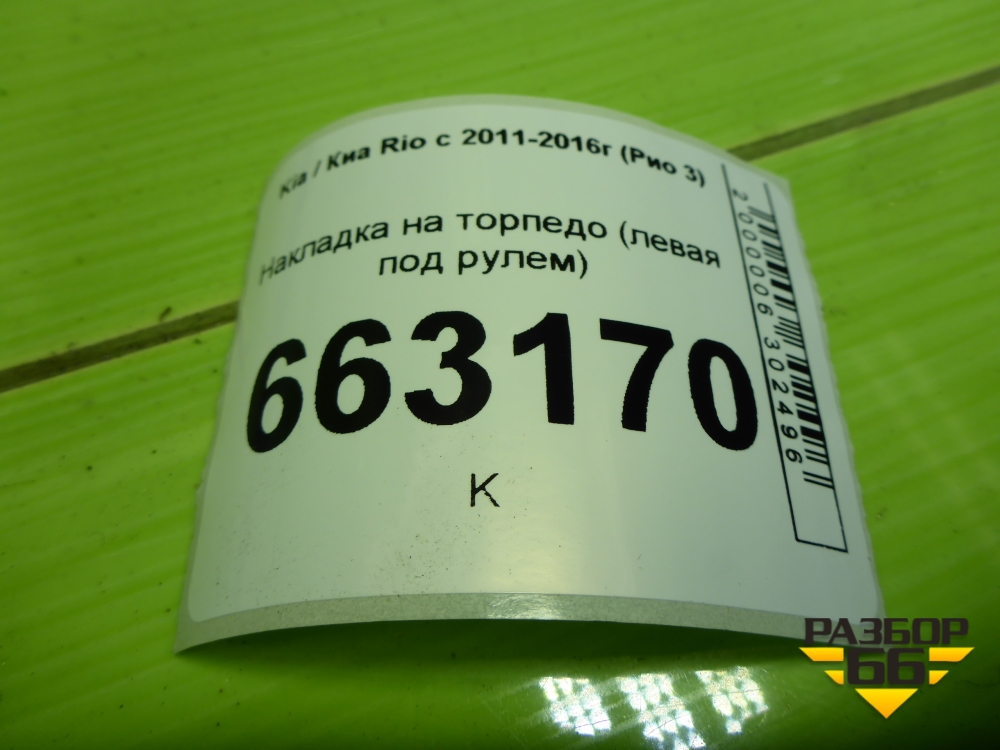 Kia / Киа Rio с 2011-2016г (Рио 3)
Накладка на торпедо (левая
под рулем)
663170
К
2000006302496
РАЗБОР
66